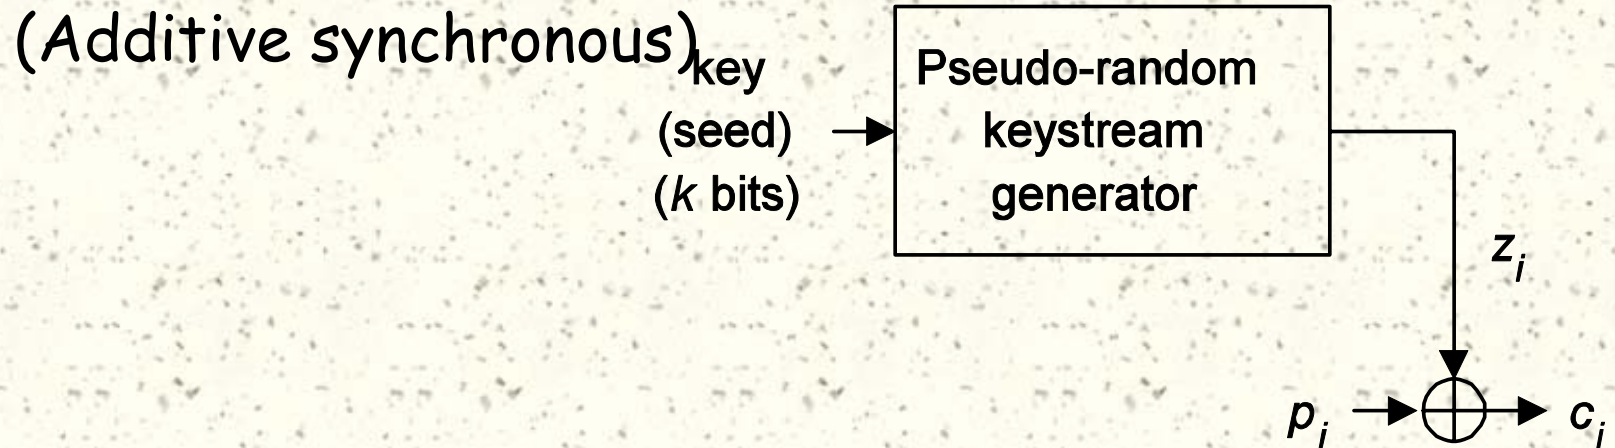 (Additive synchronous)
key
(seed)
(k bits)
Pseudo-random
keystream
generator
z_i
p_i
c_i